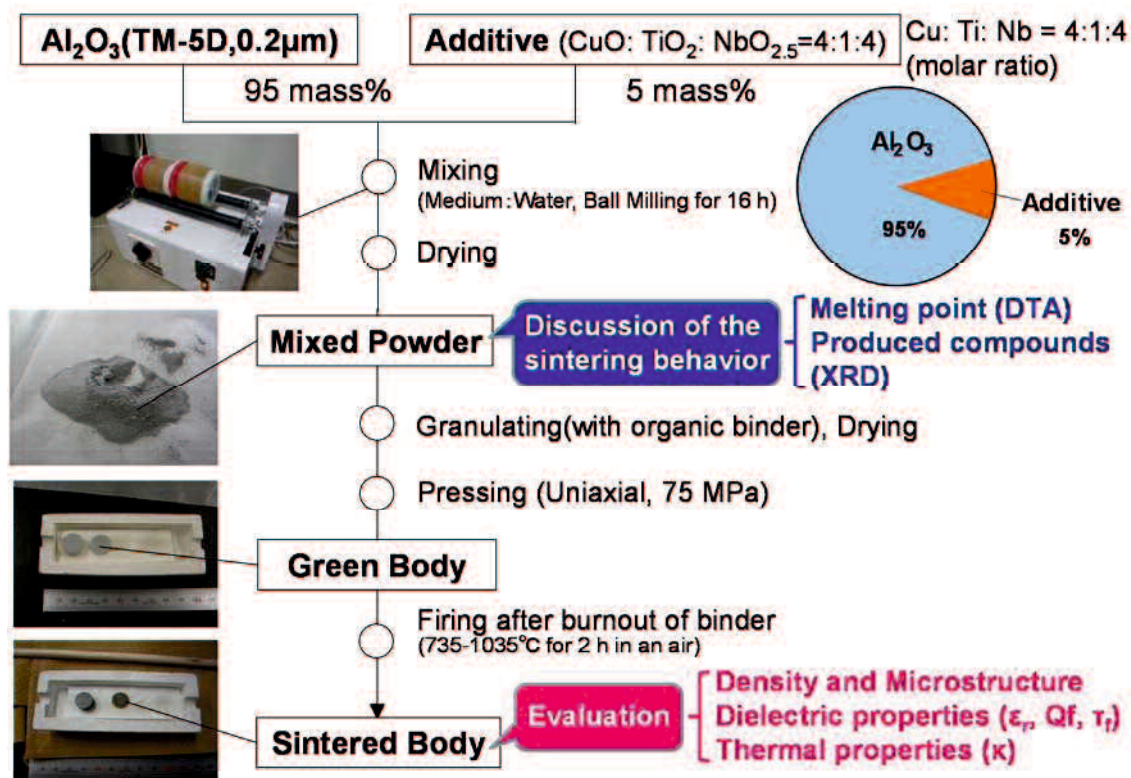 Al₂O₃(TM-5D,0.2μm)
Additive (CuO: TiO₂: NbO₂.₅=4:1:4)
Cu: Ti: Nb = 4:1:4
(molar ratio)
95 mass%
5 mass%
Al₂O₃
95%
Additive
5%
Mixing
(Medium:Water, Ball Milling for 16 h)
Drying
Mixed Powder
Discussion of the
sintering behavior
Melting point (DTA)
Produced compounds
(XRD)
Granulating(with organic binder), Drying
Pressing (Uniaxial, 75 MPa)
Green Body
Firing after burnout of binder
(735-1035℃ for 2 h in an air)
Sintered Body
Evaluation
Density and Microstructure
Dielectric properties (εᵣ, Qf, τf)
Thermal properties (κ)